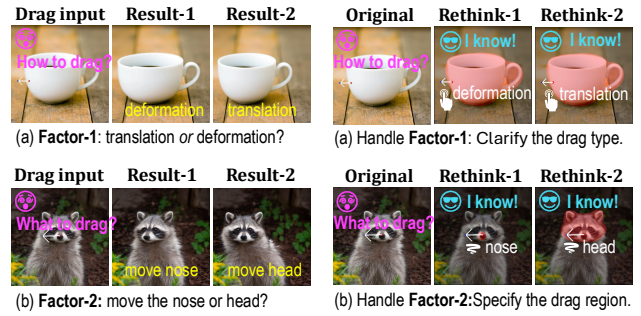 Drag input Result-1 Result-2
How to drag?
deformation translation
(a) Factor-1: translation or deformation?
Drag input Result-1 Result-2
What to drag?
move nose move head
(b) Factor-2: move the nose or head?
Original Rethink-1 Rethink-2
I know! I know!
How to drag?
deformation translation
(a) Handle Factor-1: Clarify the drag type.
Original Rethink-1 Rethink-2
I know! I know!
What to drag?
nose head
(b) Handle Factor-2:Specify the drag region.